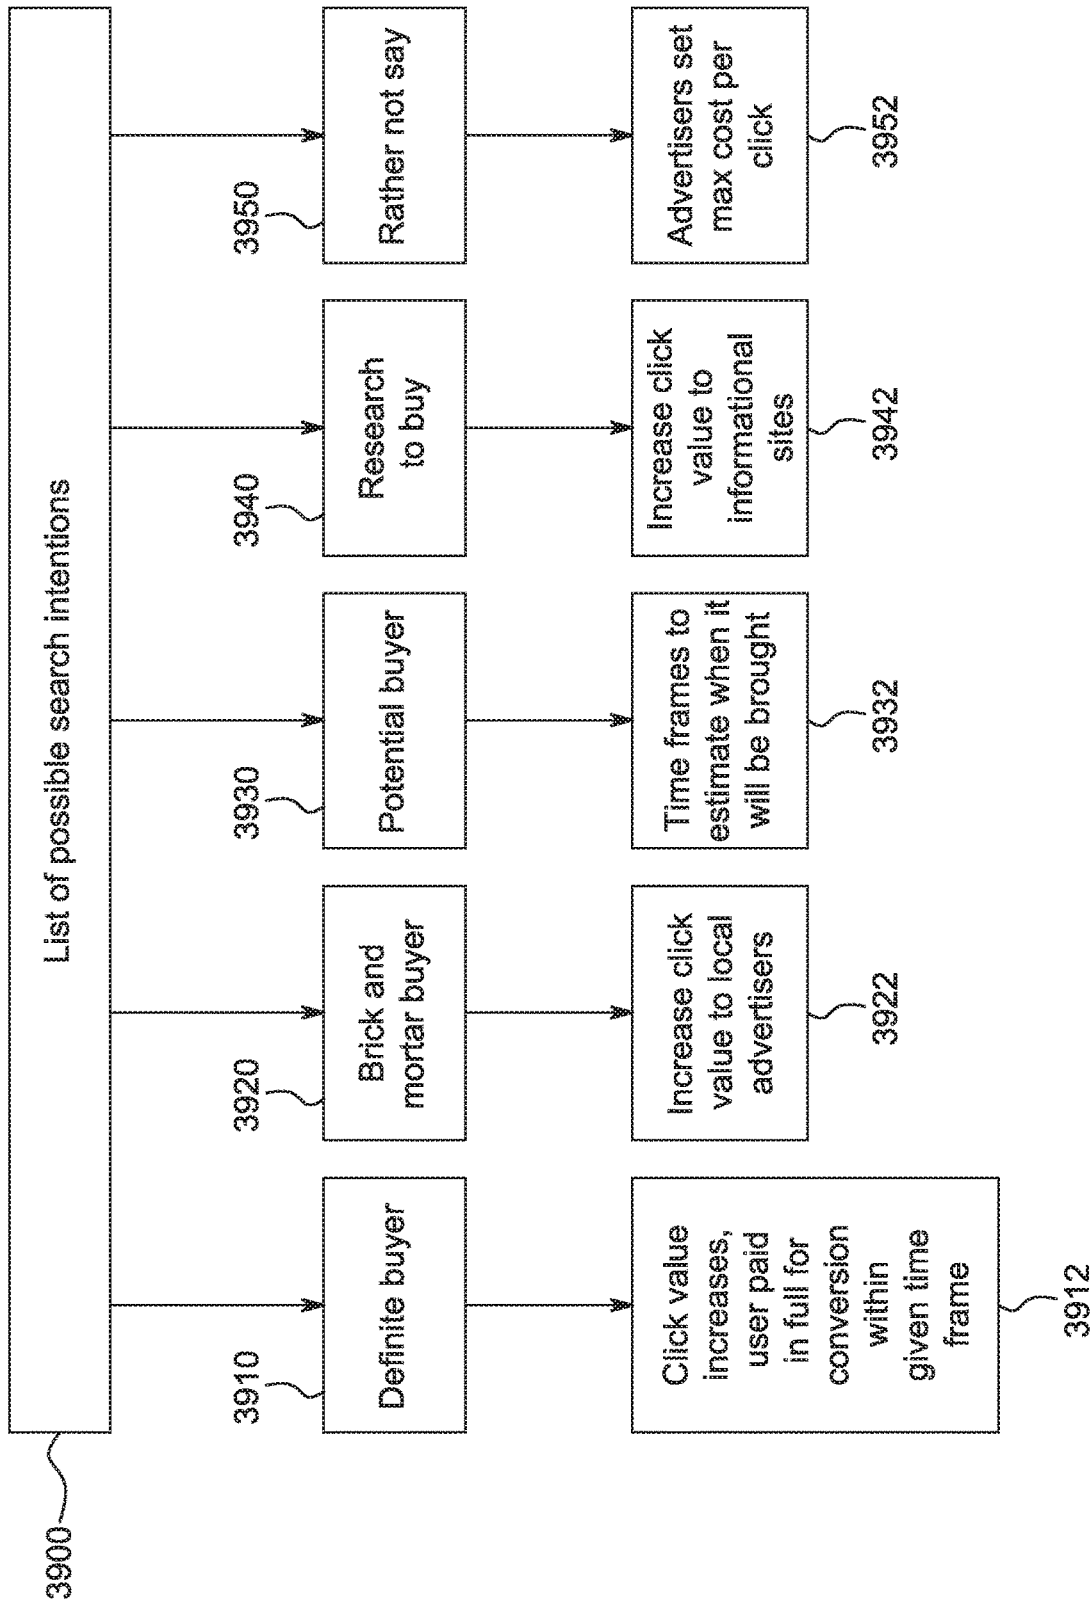 3900
List of possible search intentions
3910
Definite buyer
Click value
increases,
user paid
in full for
conversion
within
given time
frame
3912
3920
Brick and
mortar buyer
Increase click
value to local
advertisers
3922
3930
Potential buyer
Time frames to
estimate when it
will be brought
3932
3940
Research
to buy
Increase click
value to
informational
sites
3942
3950
Rather not say
Advertisers set
max cost per
click
3952